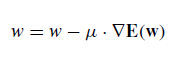 w = w − μ · ∇E(w)